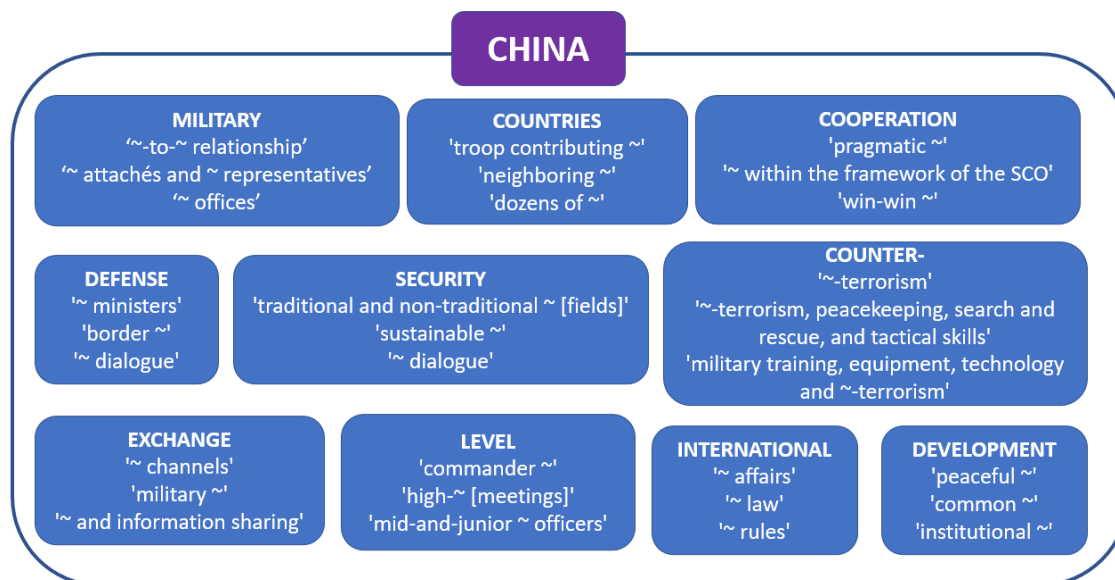 CHINA
MILITARY
‘~-to-~ relationship’
‘~ attachés and ~ representatives’
‘~ offices’
COUNTRIES
'troop contributing ~'
'neighboring ~'
'dozens of ~'
COOPERATION
'pragmatic ~'
'~ within the framework of the SCO'
'win-win ~'
DEFENSE
'~ ministers'
'border ~'
'~ dialogue'
SECURITY
'traditional and non-traditional ~ [fields]'
'sustainable ~'
'~ dialogue'
COUNTER-
'~-terrorism'
'~-terrorism, peacekeeping, search and
rescue, and tactical skills'
'military training, equipment, technology
and ~-terrorism'
EXCHANGE
'~ channels'
'military ~'
'~ and information sharing'
LEVEL
'commander ~'
'high-~ [meetings]'
'mid-and-junior ~ officers'
INTERNATIONAL
'~ affairs'
'~ law'
'~ rules'
DEVELOPMENT
'peaceful ~'
'common ~'
'institutional ~'